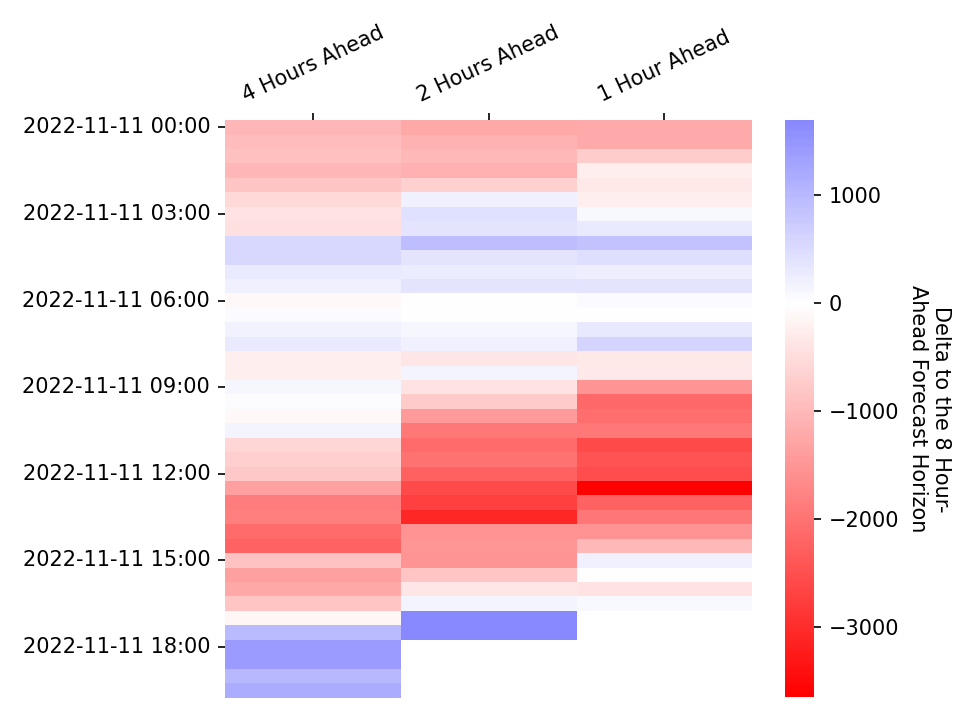 4 Hours Ahead
2 Hours Ahead
1 Hour Ahead
2022-11-11 00:00
2022-11-11 03:00
2022-11-11 06:00
2022-11-11 09:00
2022-11-11 12:00
2022-11-11 15:00
2022-11-11 18:00
1000
0
−1000
−2000
−3000
Delta to the 8 Hour-
Ahead Forecast Horizon